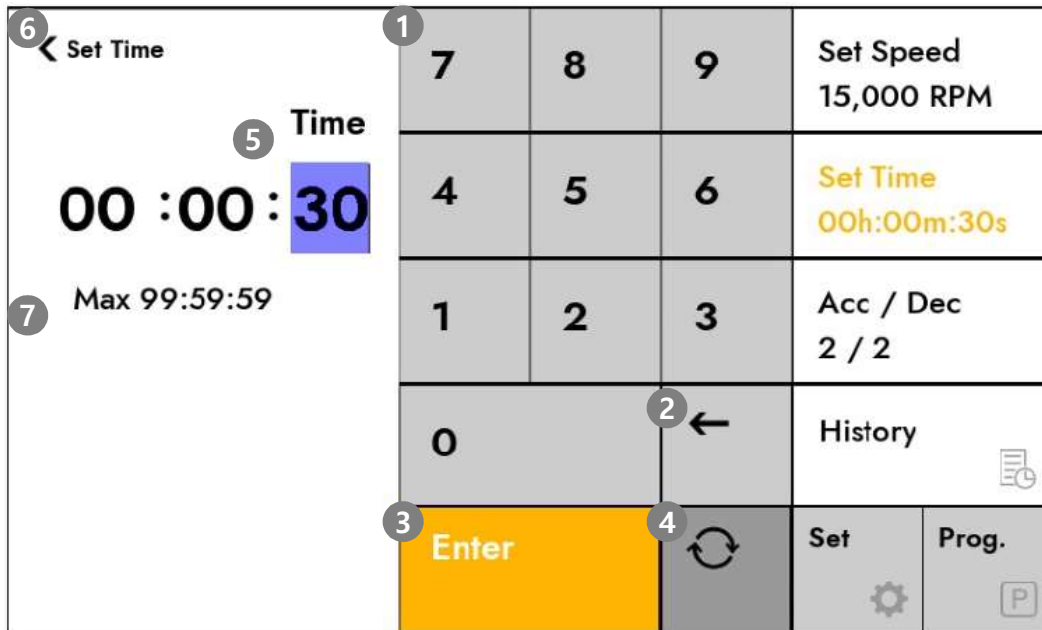 6
Set Time
5
Time
00 :00 : 30
7
Max 99:59:59
1
7 8 9
4 5 6
1 2 3
0
2
3
Enter
4
Set Speed
15,000 RPM
Set Time
00h:00m:30s
Acc / Dec
2 / 2
History
Set
Prog.
P